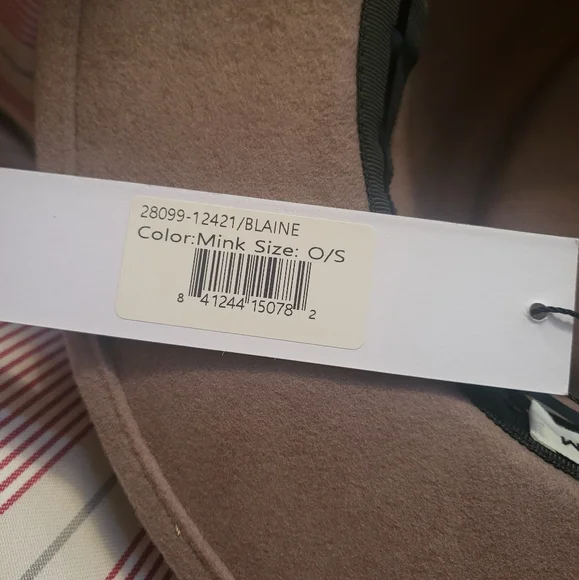 28099-12421/BLAINE
Color:Mink Size: O/S
8 41244 15078 2